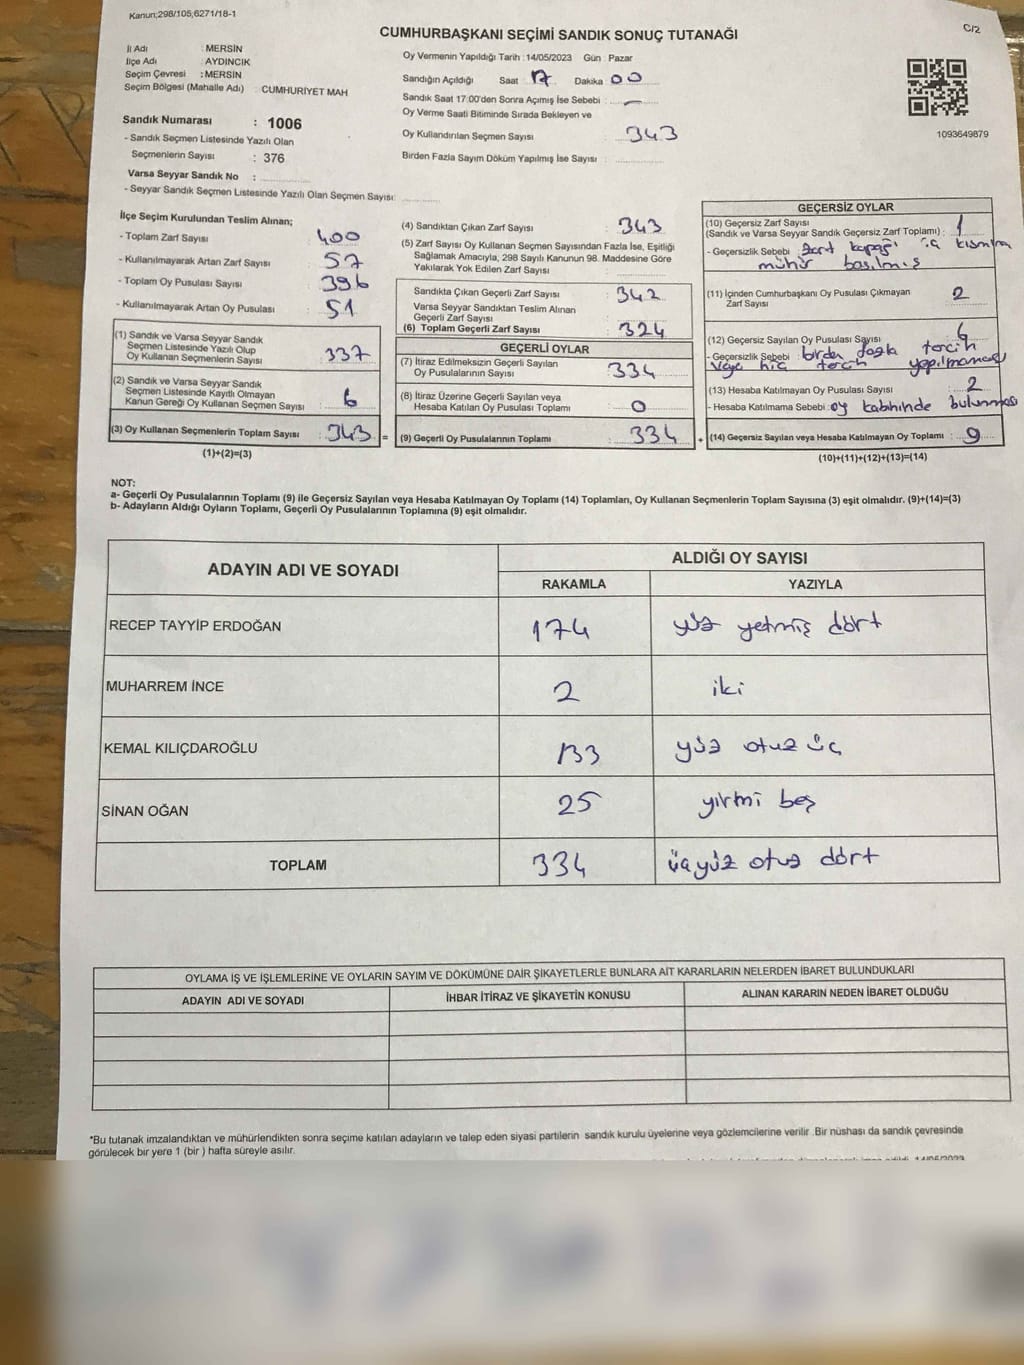 Kanun;298/105;6271/18-1
CUMHURBAŞKANI SEÇİMİ SANDIK SONUÇ TUTANAĞI
C/2
İl Adı : MERSİN
İlçe Adı : AYDINCIK
Seçim Çevresi : MERSİN
Seçim Bölgesi (Mahalle Adı) : CUMHURİYET MAH
Sandık Numarası : 1006
- Sandık Seçmen Listesinde Yazılı Olan
Seçmenlerin Sayısı : 376
Varsa Seyyar Sandık No :
- Seyyar Sandık Seçmen Listesinde Yazılı Olan Seçmen Sayısı:
Oy Vermenin Yapıldığı Tarih : 14/05/2023 Gün : Pazar
Sandığın Açıldığı Saat : 17 Dakika : 00
Sandık Saat 17:00'den Sonra Açımış İse Sebebi : —
Oy Verme Saati Bitiminde Sırada Bekleyen ve
Oy Kullandırılan Seçmen Sayısı : 343
Birden Fazla Sayım Döküm Yapılmış İse Sayısı :
1093649879
İlçe Seçim Kurulundan Teslim Alınan;
- Toplam Zarf Sayısı : 400
- Kullanılmayarak Artan Zarf Sayısı : 57
- Toplam Oy Pusulası Sayısı : 396
- Kullanılmayarak Artan Oy Pusulası : 51
(1) Sandık ve Varsa Seyyar Sandık
Seçmen Listesinde Yazılı Olup
Oy Kullanan Seçmenlerin Sayısı : 337
(2) Sandık ve Varsa Seyyar Sandık
Seçmen Listesinde Kayıtlı Olmayan
Kanun Gereği Oy Kullanan Seçmen Sayısı : 6
(3) Oy Kullanan Seçmenlerin Toplam Sayısı : 343 =
(1)+(2)=(3)
(4) Sandıktan Çıkan Zarf Sayısı : 343
(5) Zarf Sayısı Oy Kullanan Seçmen Sayısından Fazla İse, Eşitliği
Sağlamak Amacıyla, 298 Sayılı Kanunun 98. Maddesine Göre
Yakılarak Yok Edilen Zarf Sayısı :
Sandıkta Çıkan Geçerli Zarf Sayısı : 342
Varsa Seyyar Sandıktan Teslim Alınan
Geçerli Zarf Sayısı :
(6) Toplam Geçerli Zarf Sayısı : 324
GEÇERLİ OYLAR
(7) İtiraz Edilmeksizin Geçerli Sayılan
Oy Pusulalarının Sayısı : 334
(8) İtiraz Üzerine Geçerli Sayılan veya
Hesaba Katılan Oy Pusulası Toplamı : 0
(9) Geçerli Oy Pusulalarının Toplamı : 334 +
GEÇERSİZ OYLAR
(10) Geçersiz Zarf Sayısı
(Sandık ve Varsa Seyyar Sandık Geçersiz Zarf Toplamı) : 1
- Geçersizlik Sebebi : zarf kapağı iç kısmına
mühür basılmış
(11) İçinden Cumhurbaşkanı Oy Pusulası Çıkmayan
Zarf Sayısı : 2
(12) Geçersiz Sayılan Oy Pusulası Sayısı : 6
- Geçersizlik Sebebi birden fazla tercih
veya hiç tercih yapılmaması
(13) Hesaba Katılmayan Oy Pusulası Sayısı : 2
- Hesaba Katılmama Sebebi : oy kabininde bulunması
(14) Geçersiz Sayılan veya Hesaba Katılmayan Oy Toplamı : 9
(10)+(11)+(12)+(13)=(14)
NOT:
a- Geçerli Oy Pusulalarının Toplamı (9) ile Geçersiz Sayılan veya Hesaba Katılmayan Oy Toplamı (14) Toplamları, Oy Kullanan Seçmenlerin Toplam Sayısına (3) eşit olmalıdır. (9)+(14)=(3)
b- Adayların Aldığı Oyların Toplamı, Geçerli Oy Pusulalarının Toplamına (9) eşit olmalıdır.
ADAYIN ADI VE SOYADI
ALDIĞI OY SAYISI
RAKAMLA YAZIYLA
RECEP TAYYİP ERDOĞAN 174 yüz yetmiş dört
MUHARREM İNCE 2 iki
KEMAL KILIÇDAROĞLU 133 yüz otuz üç
SİNAN OĞAN 25 yirmi beş
TOPLAM 334 üçyüz otuz dört
OYLAMA İŞ VE İŞLEMLERİNE VE OYLARIN SAYIM VE DÖKÜMÜNE DAİR ŞİKAYETLERLE BUNLARA AİT KARARLARIN NELERDEN İBARET BULUNDUKLARI
ADAYIN ADI VE SOYADI İHBAR İTİRAZ VE ŞİKAYETİN KONUSU ALINAN KARARIN NEDEN İBARET OLDUĞU
*Bu tutanak imzalandıktan ve mühürlendikten sonra seçime katılan adayların ve talep eden siyasi partilerin sandık kurulu üyelerine veya gözlemcilerine verilir. Bir nüshası da sandık çevresinde
görülecek bir yere 1 (bir ) hafta süreyle asılır.